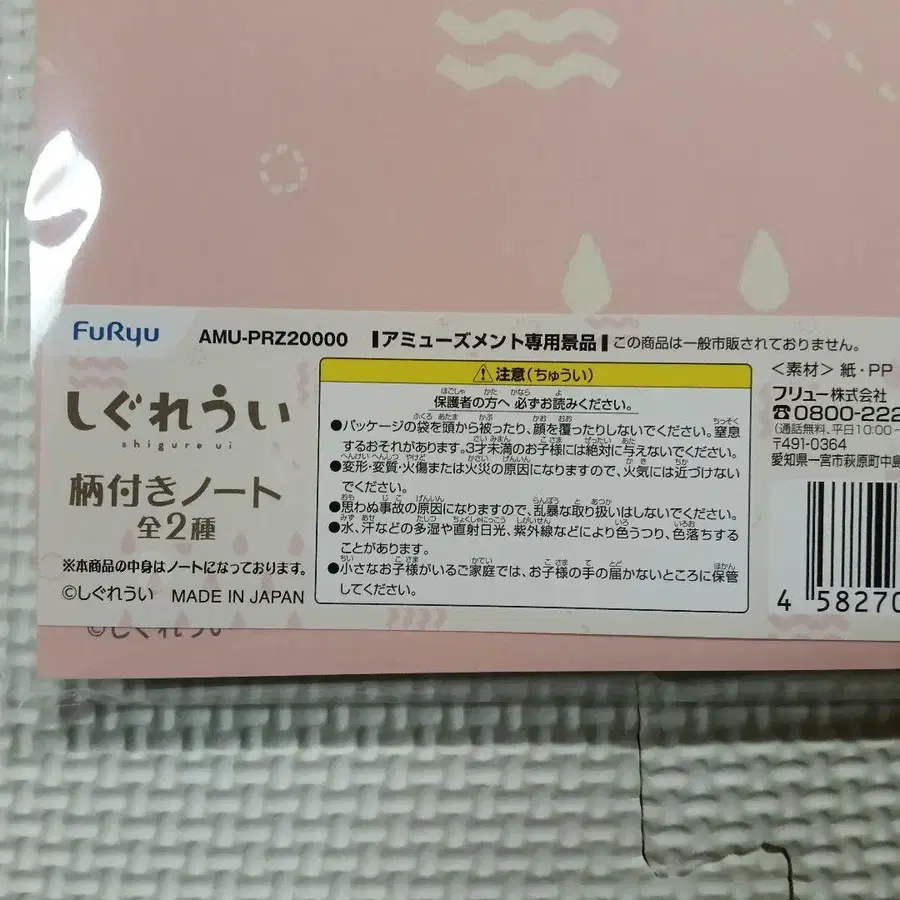 FuRyu AMU-PRZ20000 アミューズメント専用景品 この商品は一般市販されておりません。
しぐれうい
shigure ui
柄付きノート
全2種
※本商品の中身はノートになっております。
©しぐれうい MADE IN JAPAN
©しぐれうい
注意(ちゅうい)
保護者の方へ 必ずお読みください。
●パッケージの袋を頭から被ったり、顔を覆ったりしないでください。窒息
するおそれがあります。3才未満のお子様には絶対に与えないでください。
●変形・変質・火傷または火災の原因になりますので、火気には近づけない
でください。
●思わぬ事故の原因になりますので、乱暴な取り扱いはしないでください。
●水、汗などの多湿や直射日光、紫外線などにより色うつり、色落ちする
ことがあります。
●小さなお子様がいるご家庭では、お子様の手の届かないところに保管
してください。
<素材> 紙・PP
フリュー株式会社
☎0800-222
(通話無料、平日10:00~
〒491-0364
愛知県一宮市萩原町中島
4 58270